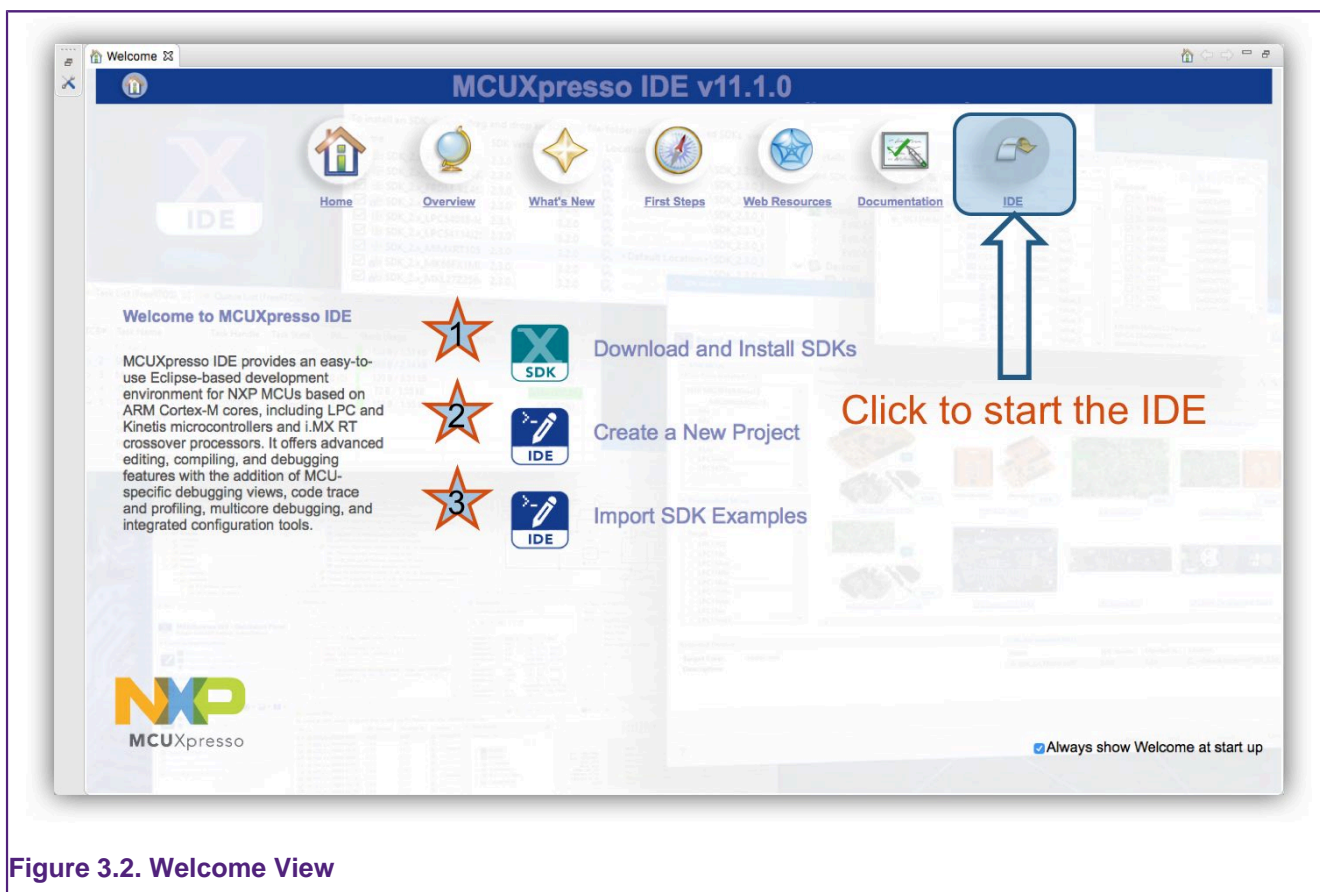 Welcome
MCUXpresso IDE v11.1.0
IDE
Home
Overview
What's New
First Steps
Web Resources
Documentation
IDE
Welcome to MCUXpresso IDE
MCUXpresso IDE provides an easy-to-
use Eclipse-based development
environment for NXP MCUs based on
ARM Cortex-M cores, including LPC and
Kinetis microcontrollers and i.MX RT
crossover processors. It offers advanced
editing, compiling, and debugging
features with the addition of MCU-
specific debugging views, code trace
and profiling, multicore debugging, and
integrated configuration tools.
1
SDK
Download and Install SDKs
2
IDE
Create a New Project
3
IDE
Import SDK Examples
Click to start the IDE
NXP
MCUXpresso
Always show Welcome at start up
Figure 3.2. Welcome View